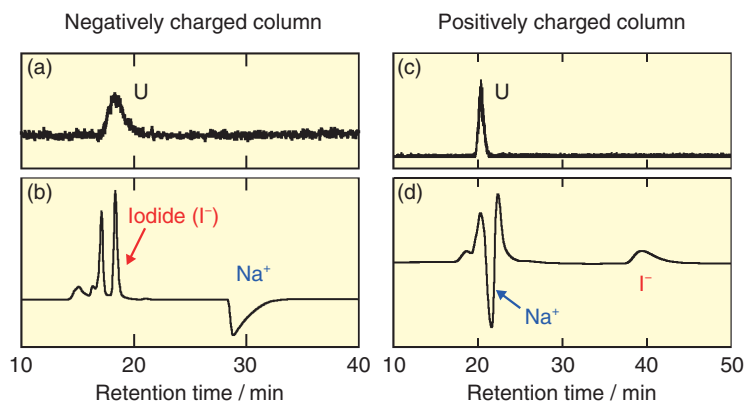 Negatively charged column
Positively charged column
(a)
U
(c)
U
(b)
Iodide (I⁻)
Na⁺
(d)
Na⁺
I⁻
10 20 30 40
10 20 30 40 50
Retention time / min
Retention time / min